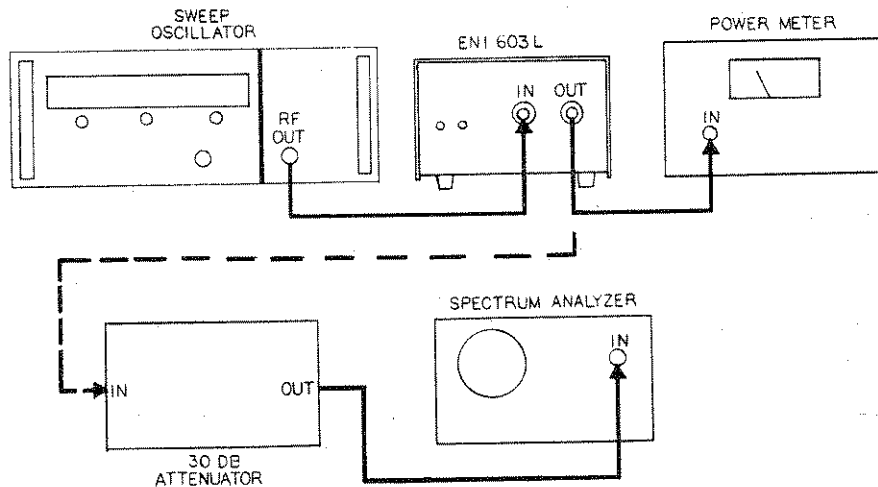 SWEEP
OSCILLATOR
ENI 603L
POWER METER
RF
OUT
IN OUT
IN
SPECTRUM ANALYZER
IN
IN
OUT
30 DB
ATTENUATOR